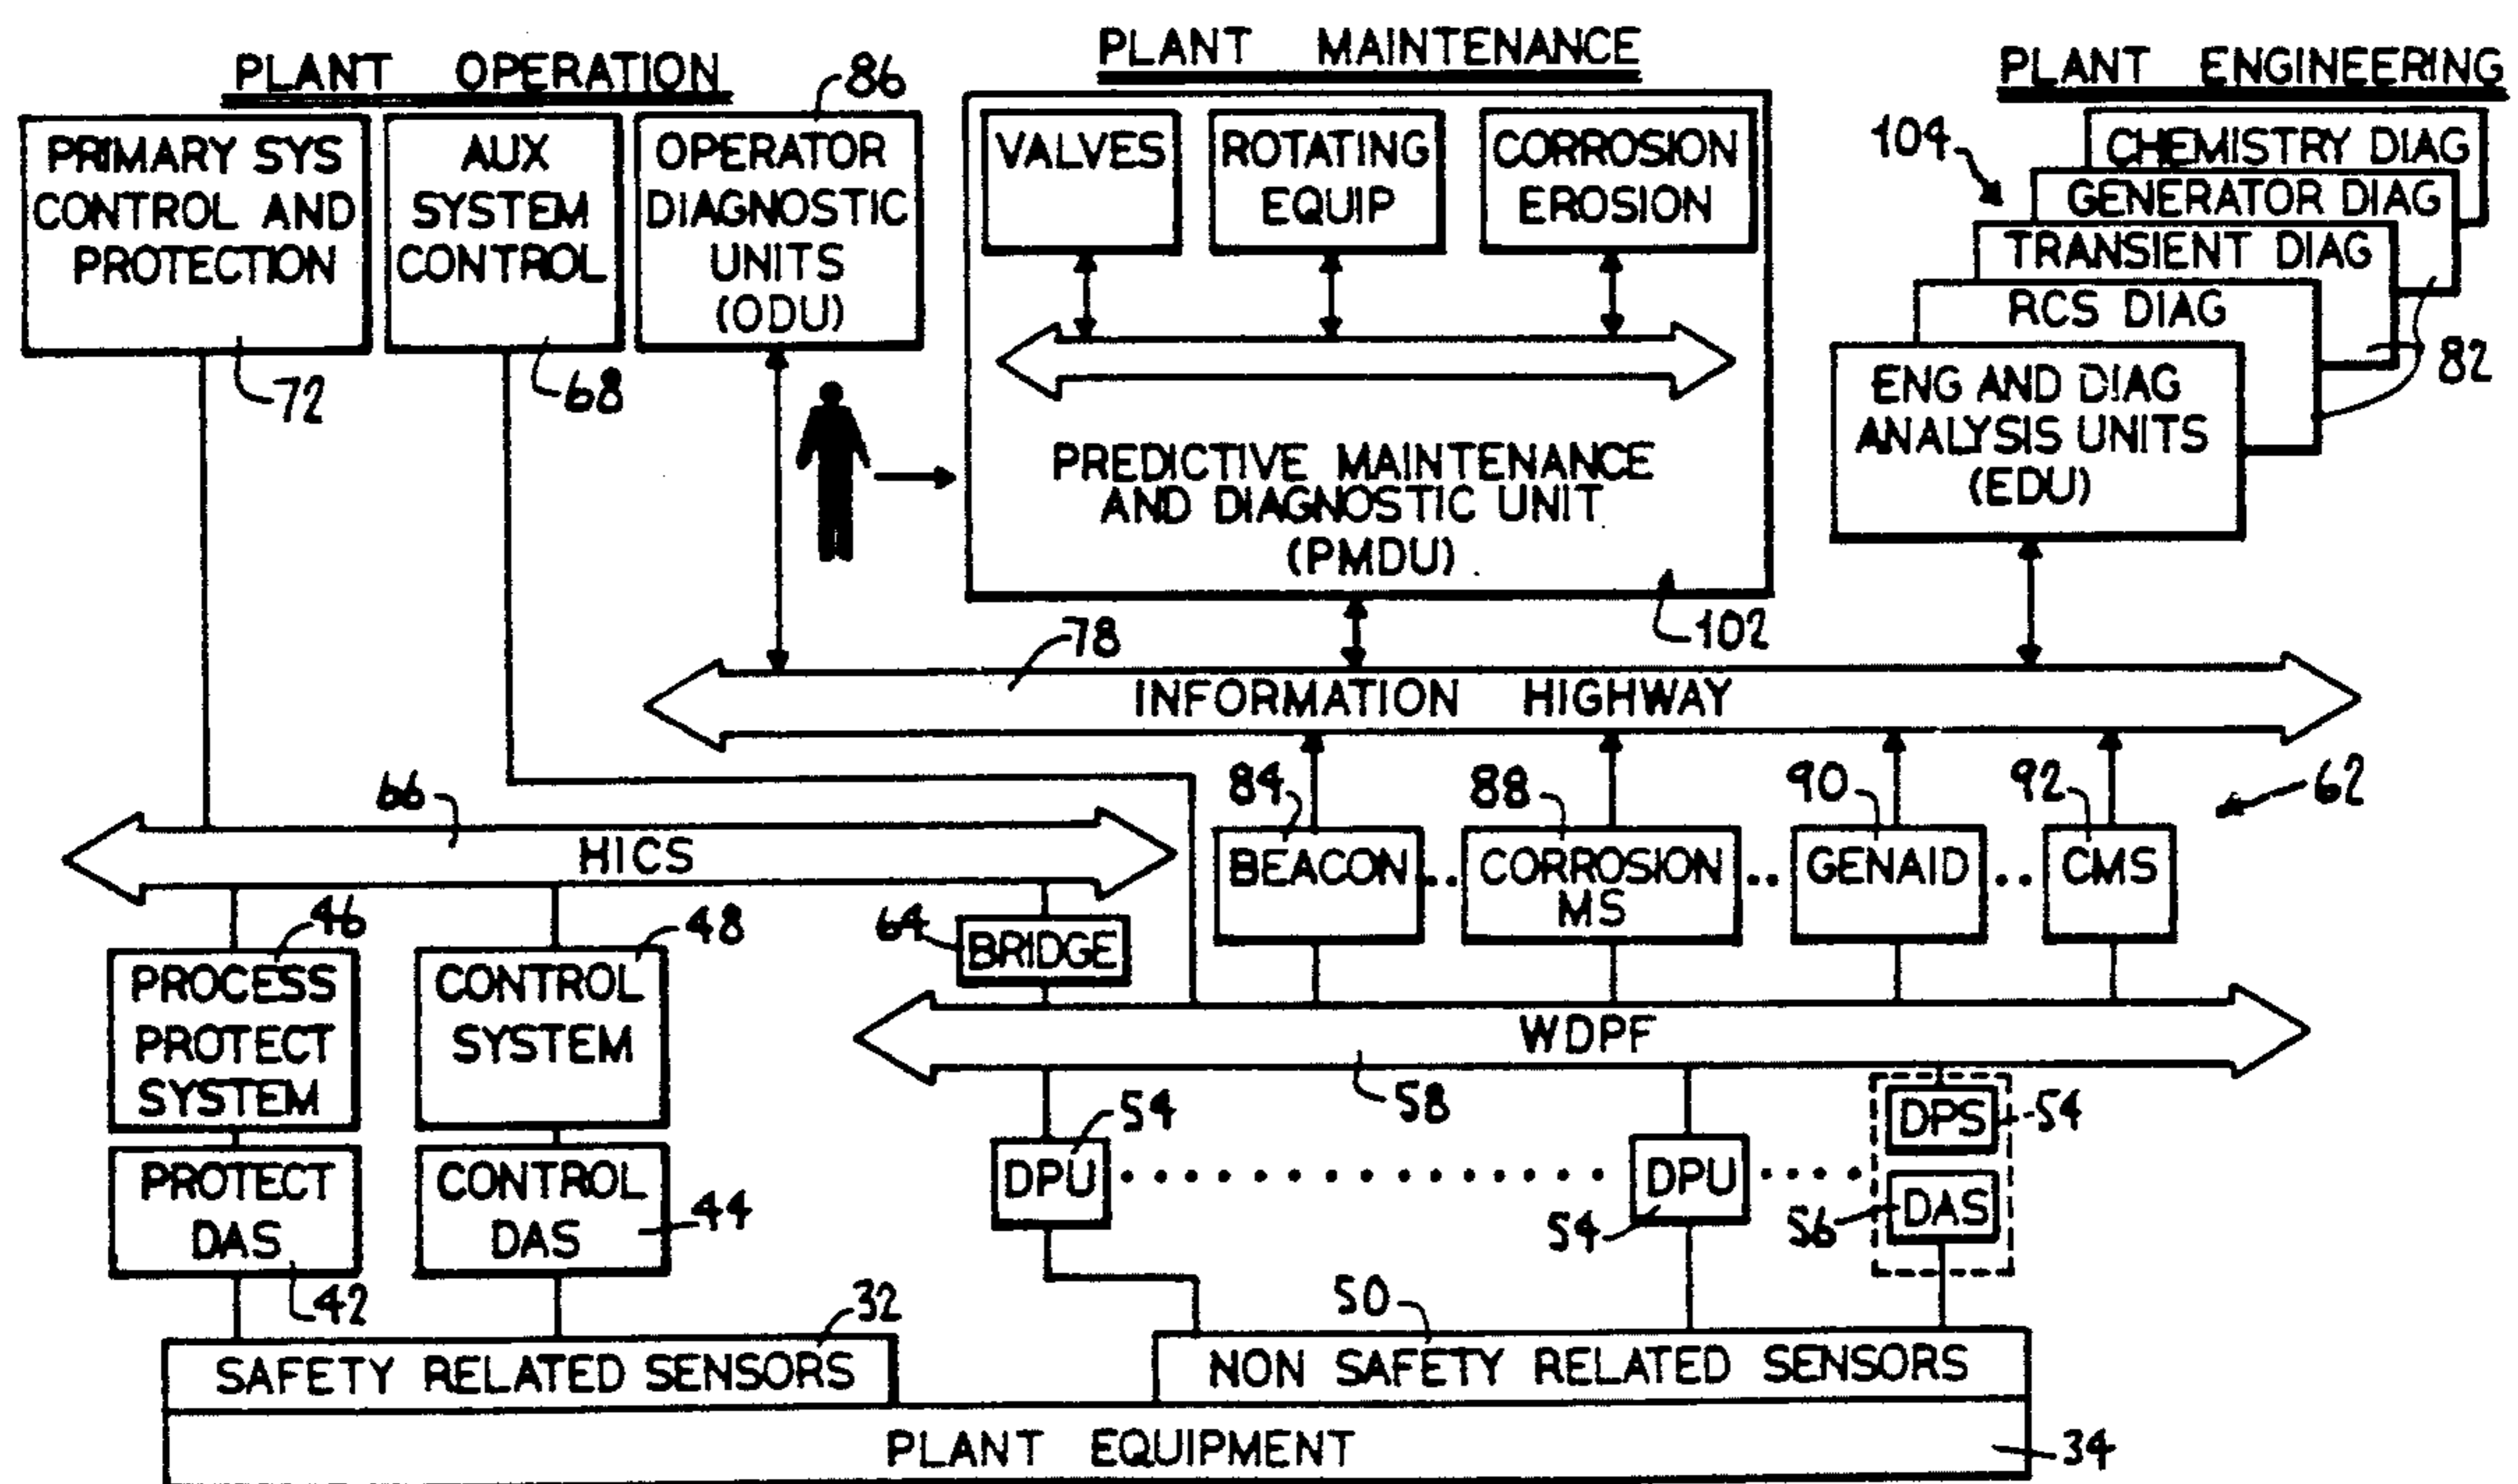 PLANT OPERATION
86
PLANT MAINTENANCE
PLANT ENGINEERING
PRIMARY SYS
CONTROL AND
PROTECTION
72
AUX
SYSTEM
CONTROL
68
OPERATOR
DIAGNOSTIC
UNITS
(ODU)
VALVES
ROTATING
EQUIP
CORROSION
EROSION
PREDICTIVE MAINTENANCE
AND DIAGNOSTIC UNIT
(PMDU)
102
104
CHEMISTRY DIAG
GENERATOR DIAG
TRANSIENT DIAG
RCS DIAG
82
ENG AND DIAG
ANALYSIS UNITS
(EDU)
78
INFORMATION HIGHWAY
66
HICS
84
88
90
92
62
BEACON
CORROSION
MS
GENAID
CMS
46
48
64
BRIDGE
PROCESS
PROTECT
SYSTEM
CONTROL
SYSTEM
WDPF
58
PROTECT
DAS
42
CONTROL
DAS
44
54
DPU
DPU
54
DPS
54
DAS
56
32
SAFETY RELATED SENSORS
50
NON SAFETY RELATED SENSORS
PLANT EQUIPMENT
34